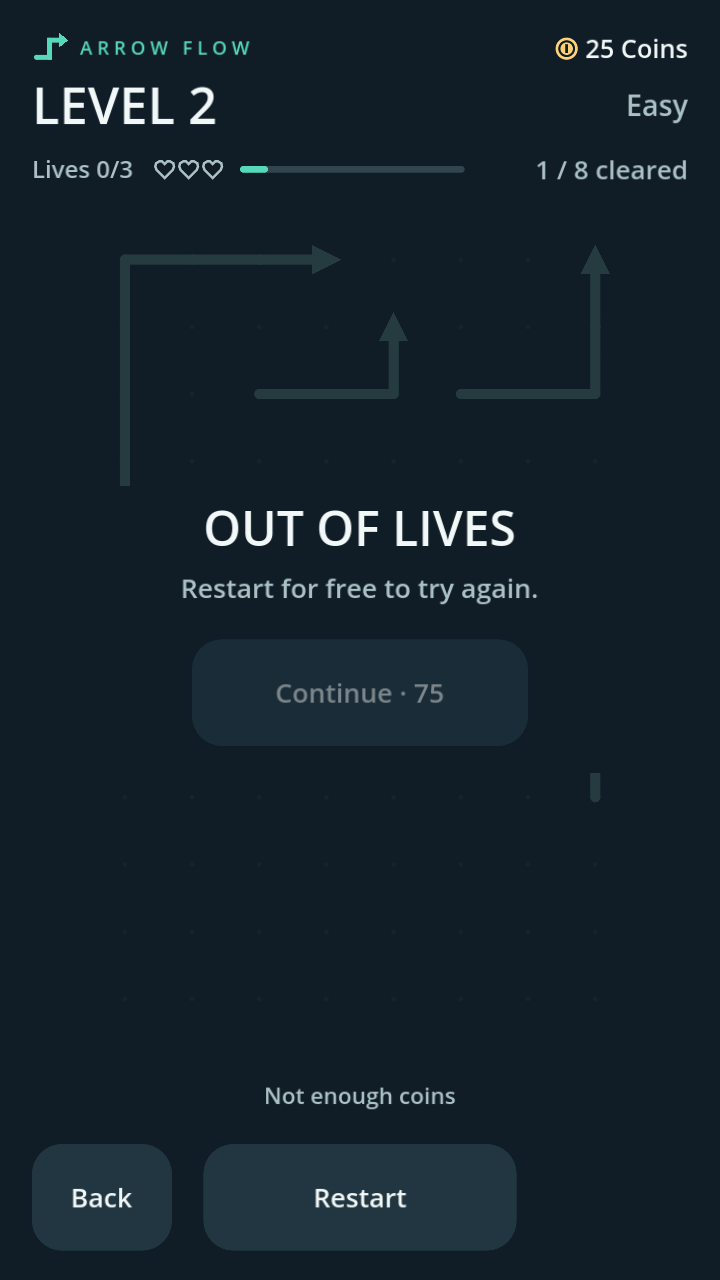 ARROW FLOW
25 Coins
LEVEL 2
Easy
Lives 0/3
1 / 8 cleared
OUT OF LIVES
Restart for free to try again.
Continue · 75
Not enough coins
Back
Restart